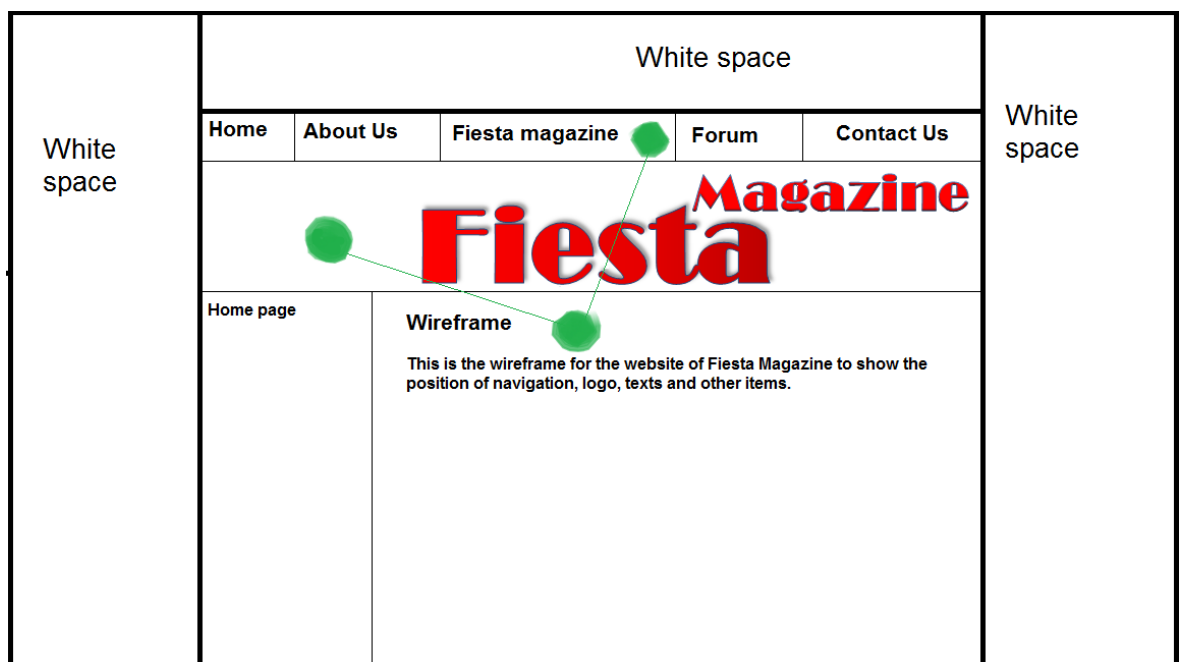 White space
White
space
White
space
Home About Us Fiesta magazine Forum Contact Us
Magazine
Fiesta
Home page
Wireframe
This is the wireframe for the website of Fiesta Magazine to show the
position of navigation, logo, texts and other items.